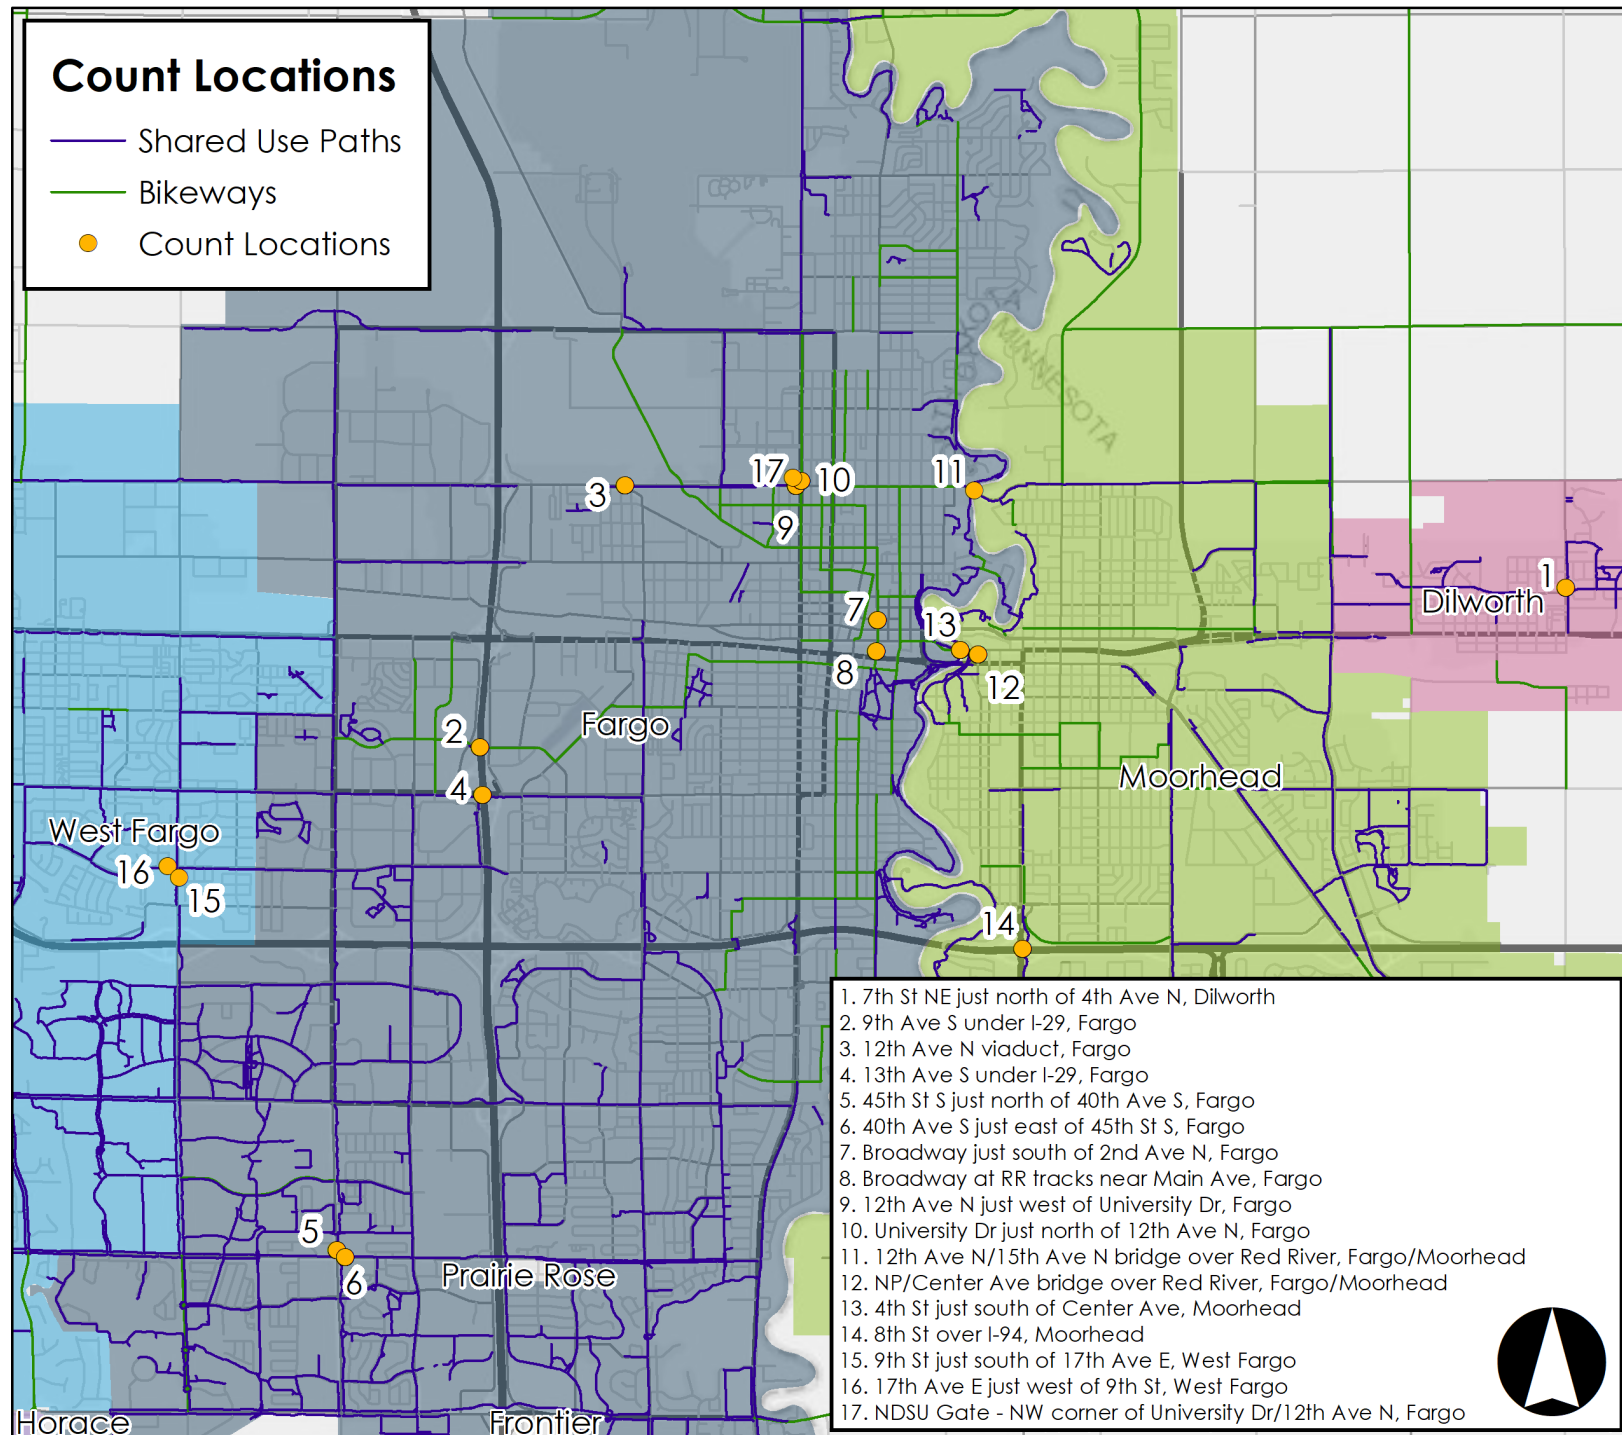 Count Locations
Shared Use Paths
Bikeways
Count Locations
MINNESOTA
17
10
11
3
9
1
Dilworth
7
13
8
12
2
Fargo
4
Moorhead
West Fargo
16
15
14
5
6
Prairie Rose
Horace
Frontier
1. 7th St NE just north of 4th Ave N, Dilworth
2. 9th Ave S under I-29, Fargo
3. 12th Ave N viaduct, Fargo
4. 13th Ave S under I-29, Fargo
5. 45th St S just north of 40th Ave S, Fargo
6. 40th Ave S just east of 45th St S, Fargo
7. Broadway just south of 2nd Ave N, Fargo
8. Broadway at RR tracks near Main Ave, Fargo
9. 12th Ave N just west of University Dr, Fargo
10. University Dr just north of 12th Ave N, Fargo
11. 12th Ave N/15th Ave N bridge over Red River, Fargo/Moorhead
12. NP/Center Ave bridge over Red River, Fargo/Moorhead
13. 4th St just south of Center Ave, Moorhead
14. 8th St over I-94, Moorhead
15. 9th St just south of 17th Ave E, West Fargo
16. 17th Ave E just west of 9th St, West Fargo
17. NDSU Gate - NW corner of University Dr/12th Ave N, Fargo